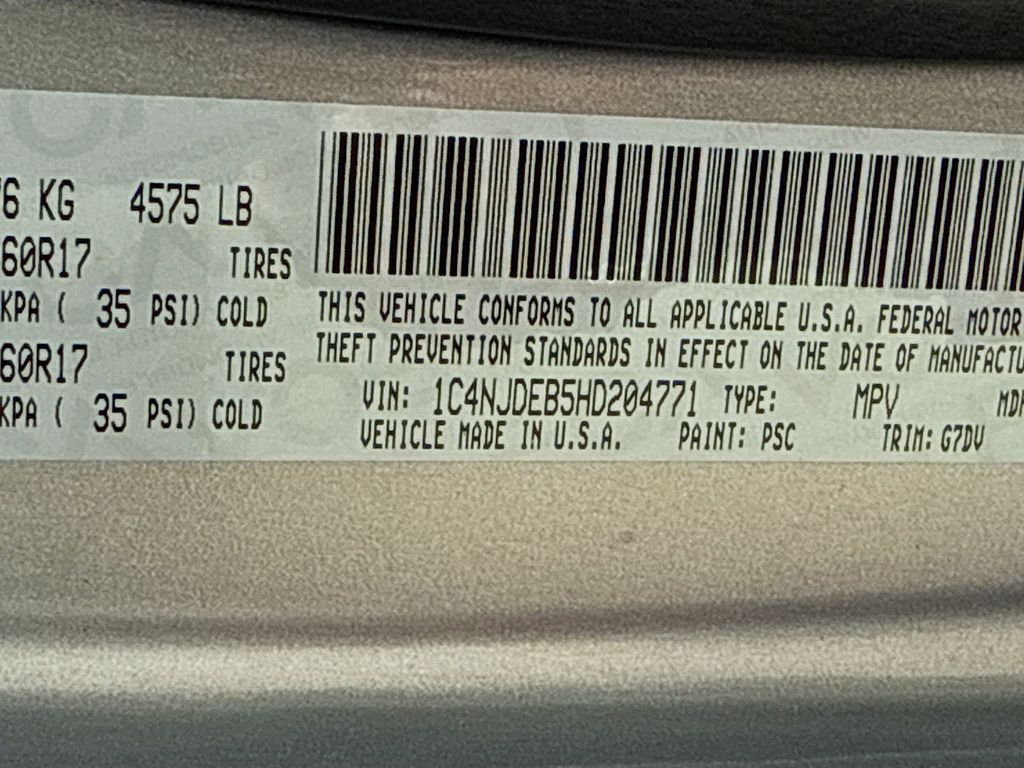 6 KG 4575 LB
60R17 TIRES
KPA ( 35 PSI) COLD
60R17 TIRES
KPA ( 35 PSI) COLD
THIS VEHICLE CONFORMS TO ALL APPLICABLE U.S.A. FEDERAL MOTOR
THEFT PREVENTION STANDARDS IN EFFECT ON THE DATE OF MANUFACTU
VIN: 1C4NJDEB5HD204771 TYPE: MPV
VEHICLE MADE IN U.S.A. PAINT: PSC TRIM: G7DV